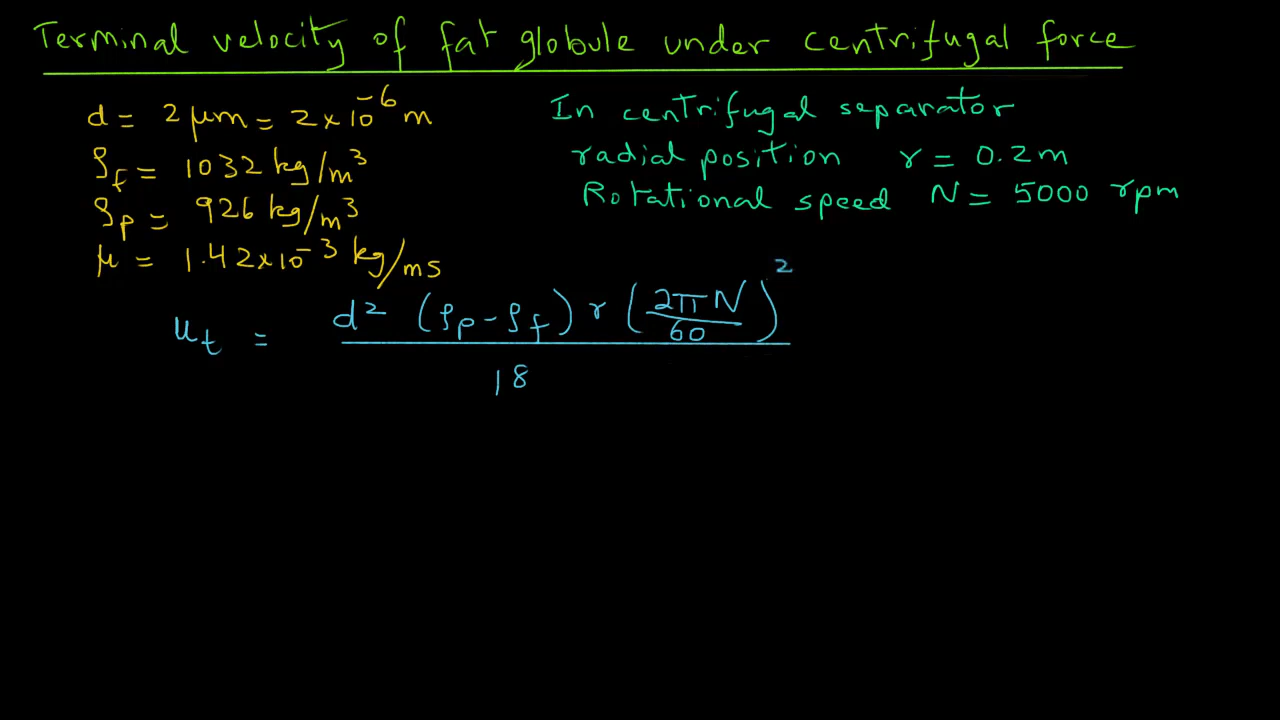 Terminal velocity of fat globule under centrifugal force
d = 2 μm = 2×10⁻⁶ m
ρf = 1032 kg/m³
ρp = 926 kg/m³
μ = 1.42×10⁻³ kg/ms
In centrifugal separator
radial position r = 0.2m
Rotational speed N = 5000 rpm
ut = d² (ρp - ρf) r (2πN/60)²
18